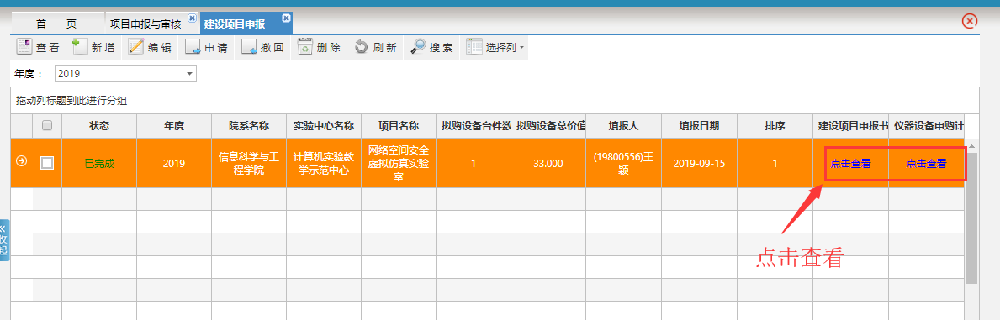 首 页 项目申报与审核 建设项目申报
查看 新增 编辑 申请 撤回 删除 刷新 搜索 选择列
年度： 2019
拖动列标题到此进行分组
状态 年度 院系名称 实验中心名称 项目名称 拟购设备台件数 拟购设备总价值 填报人 填报日期 排序 建设项目申报书 仪器设备申购计
已完成 2019 信息科学与工程学院 计算机实验教学示范中心 网络空间安全虚拟仿真实验室 1 33.000 (19800556)王颖 2019-09-15 1 点击查看 点击查看
收起
点击查看